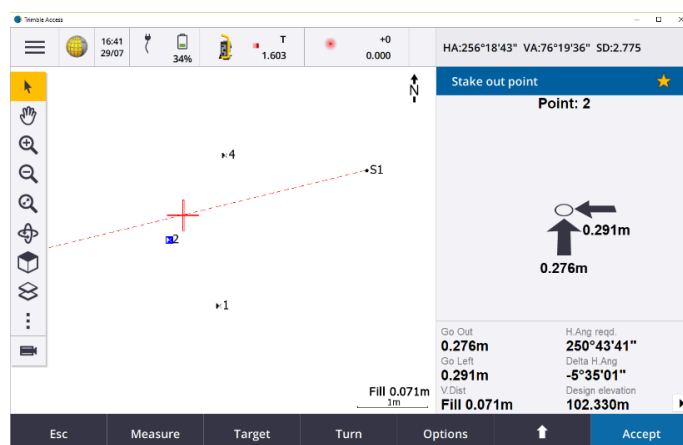 Trimble Access
16:41
29/07
34%
T
1.603
+0
0.000
HA:256°18'43" VA:76°19'36" SD:2.775
Stake out point
N
4
S1
2
1
Fill 0.071m
1m
Point: 2
0.291m
0.276m
Go Out
0.276m
H.Ang reqd.
250°43'41"
Go Left
0.291m
Delta H.Ang
-5°35'01"
V.Dist
Fill 0.071m
Design elevation
102.330m
Esc
Measure
Target
Turn
Options
Accept